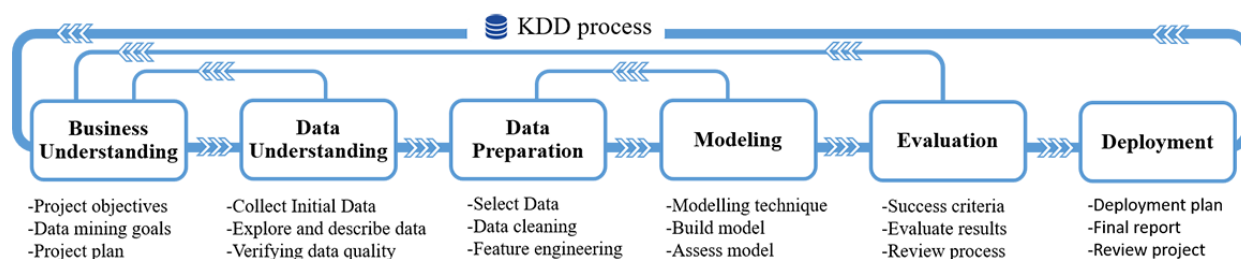 KDD process
Business
Understanding
Data
Understanding
Data
Preparation
Modeling
Evaluation
Deployment
-Project objectives
-Data mining goals
-Project plan
-Collect Initial Data
-Explore and describe data
-Verifying data quality
-Select Data
-Data cleaning
-Feature engineering
-Modelling technique
-Build model
-Assess model
-Success criteria
-Evaluate results
-Review process
-Deployment plan
-Final report
-Review project